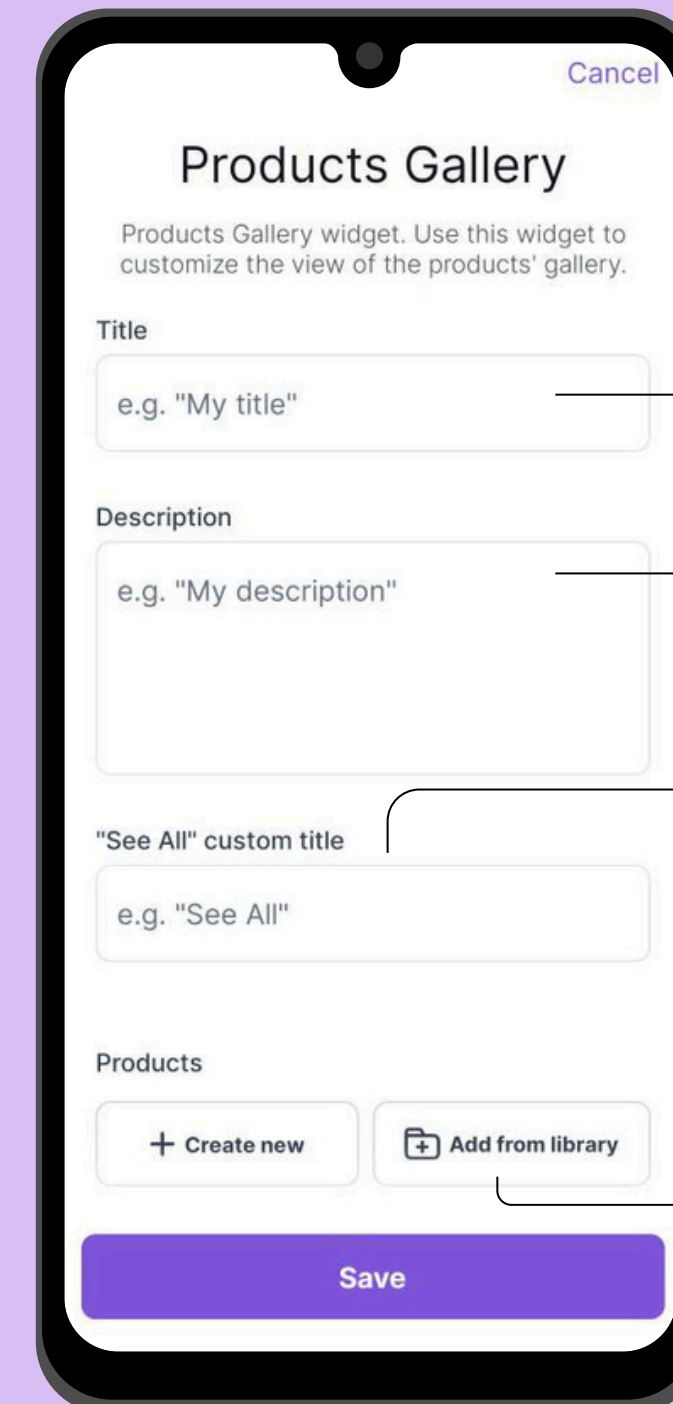 Cancel
Products Gallery
Products Gallery widget. Use this widget to
customize the view of the products' gallery.
Title
e.g. "My title"
Description
e.g. "My description"
"See All" custom title
e.g. "See All"
Products
Create new
Add from library
Save